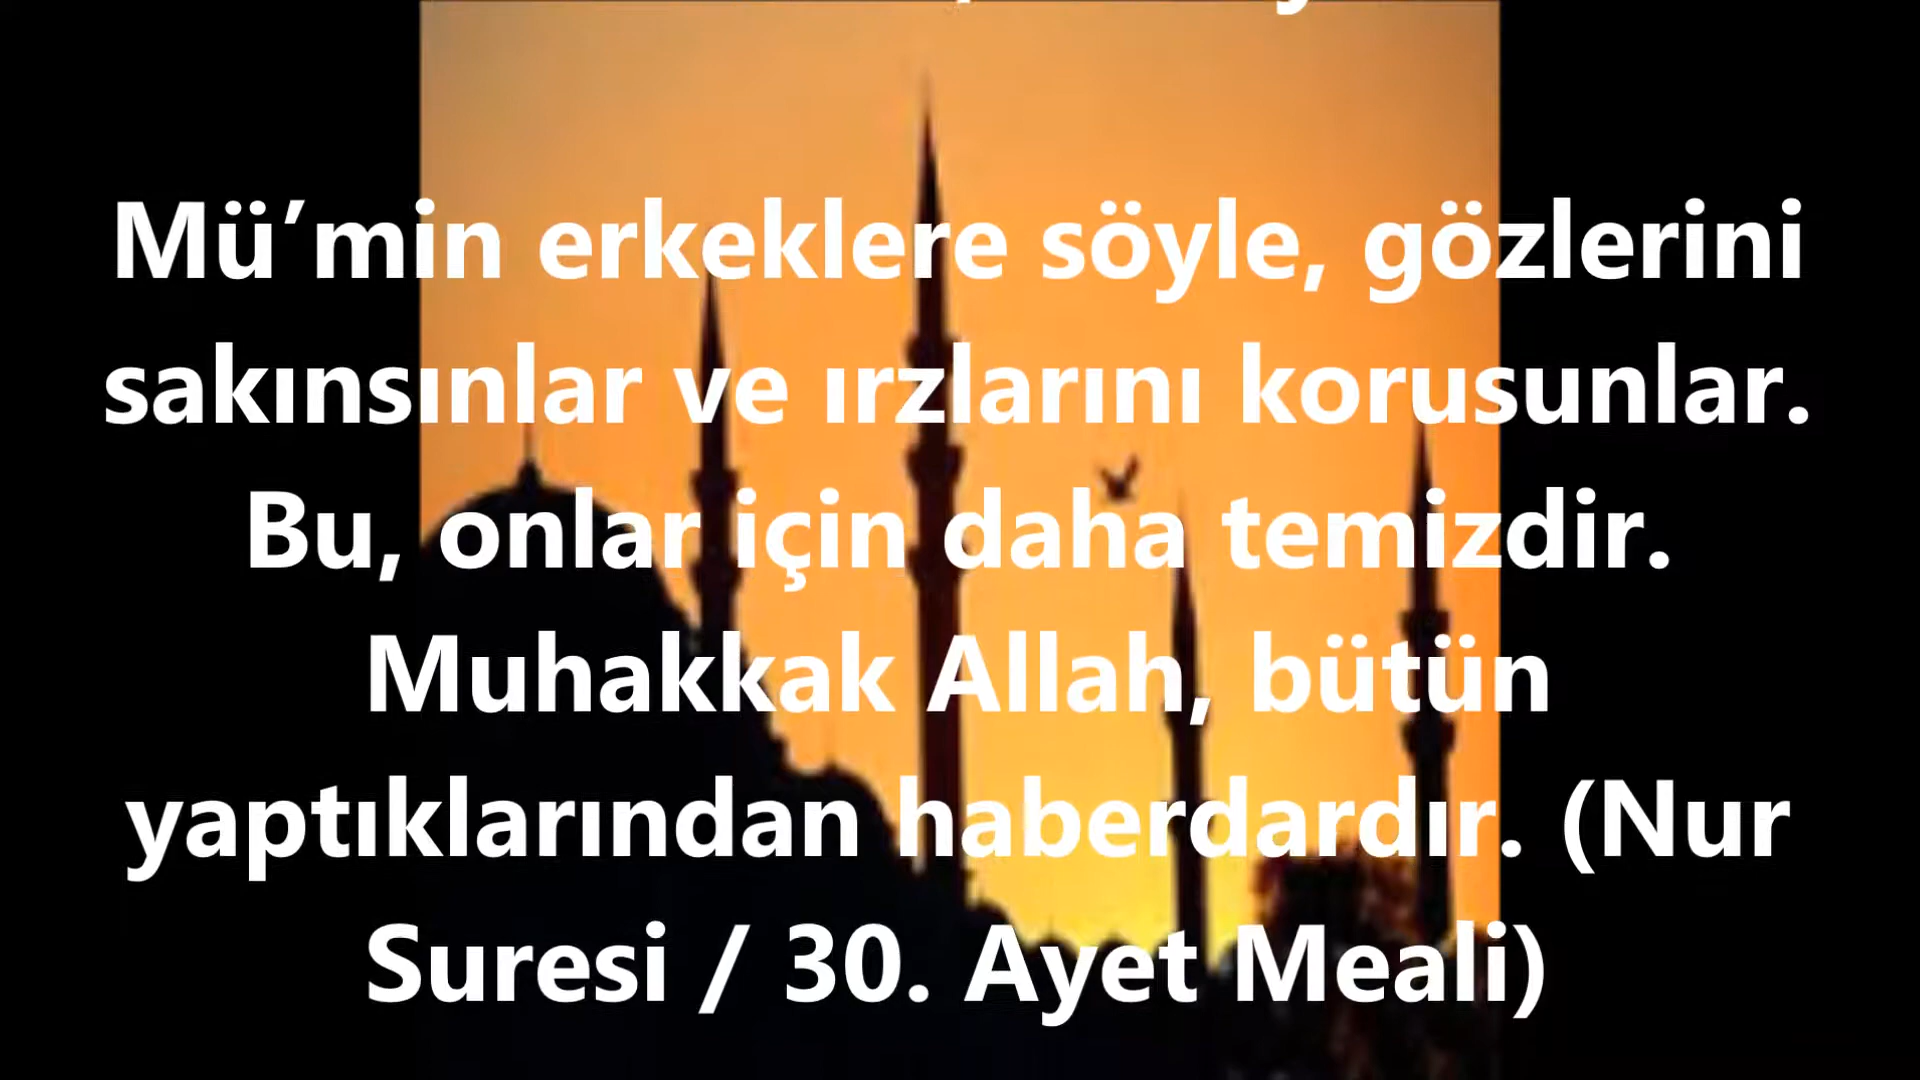 Mü’min erkeklere söyle, gözlerini
sakınsınlar ve ırzlarını korusunlar.
Bu, onlar için daha temizdir.
Muhakkak Allah, bütün
yaptıklarından haberdardır. (Nur
Suresi / 30. Ayet Meali)